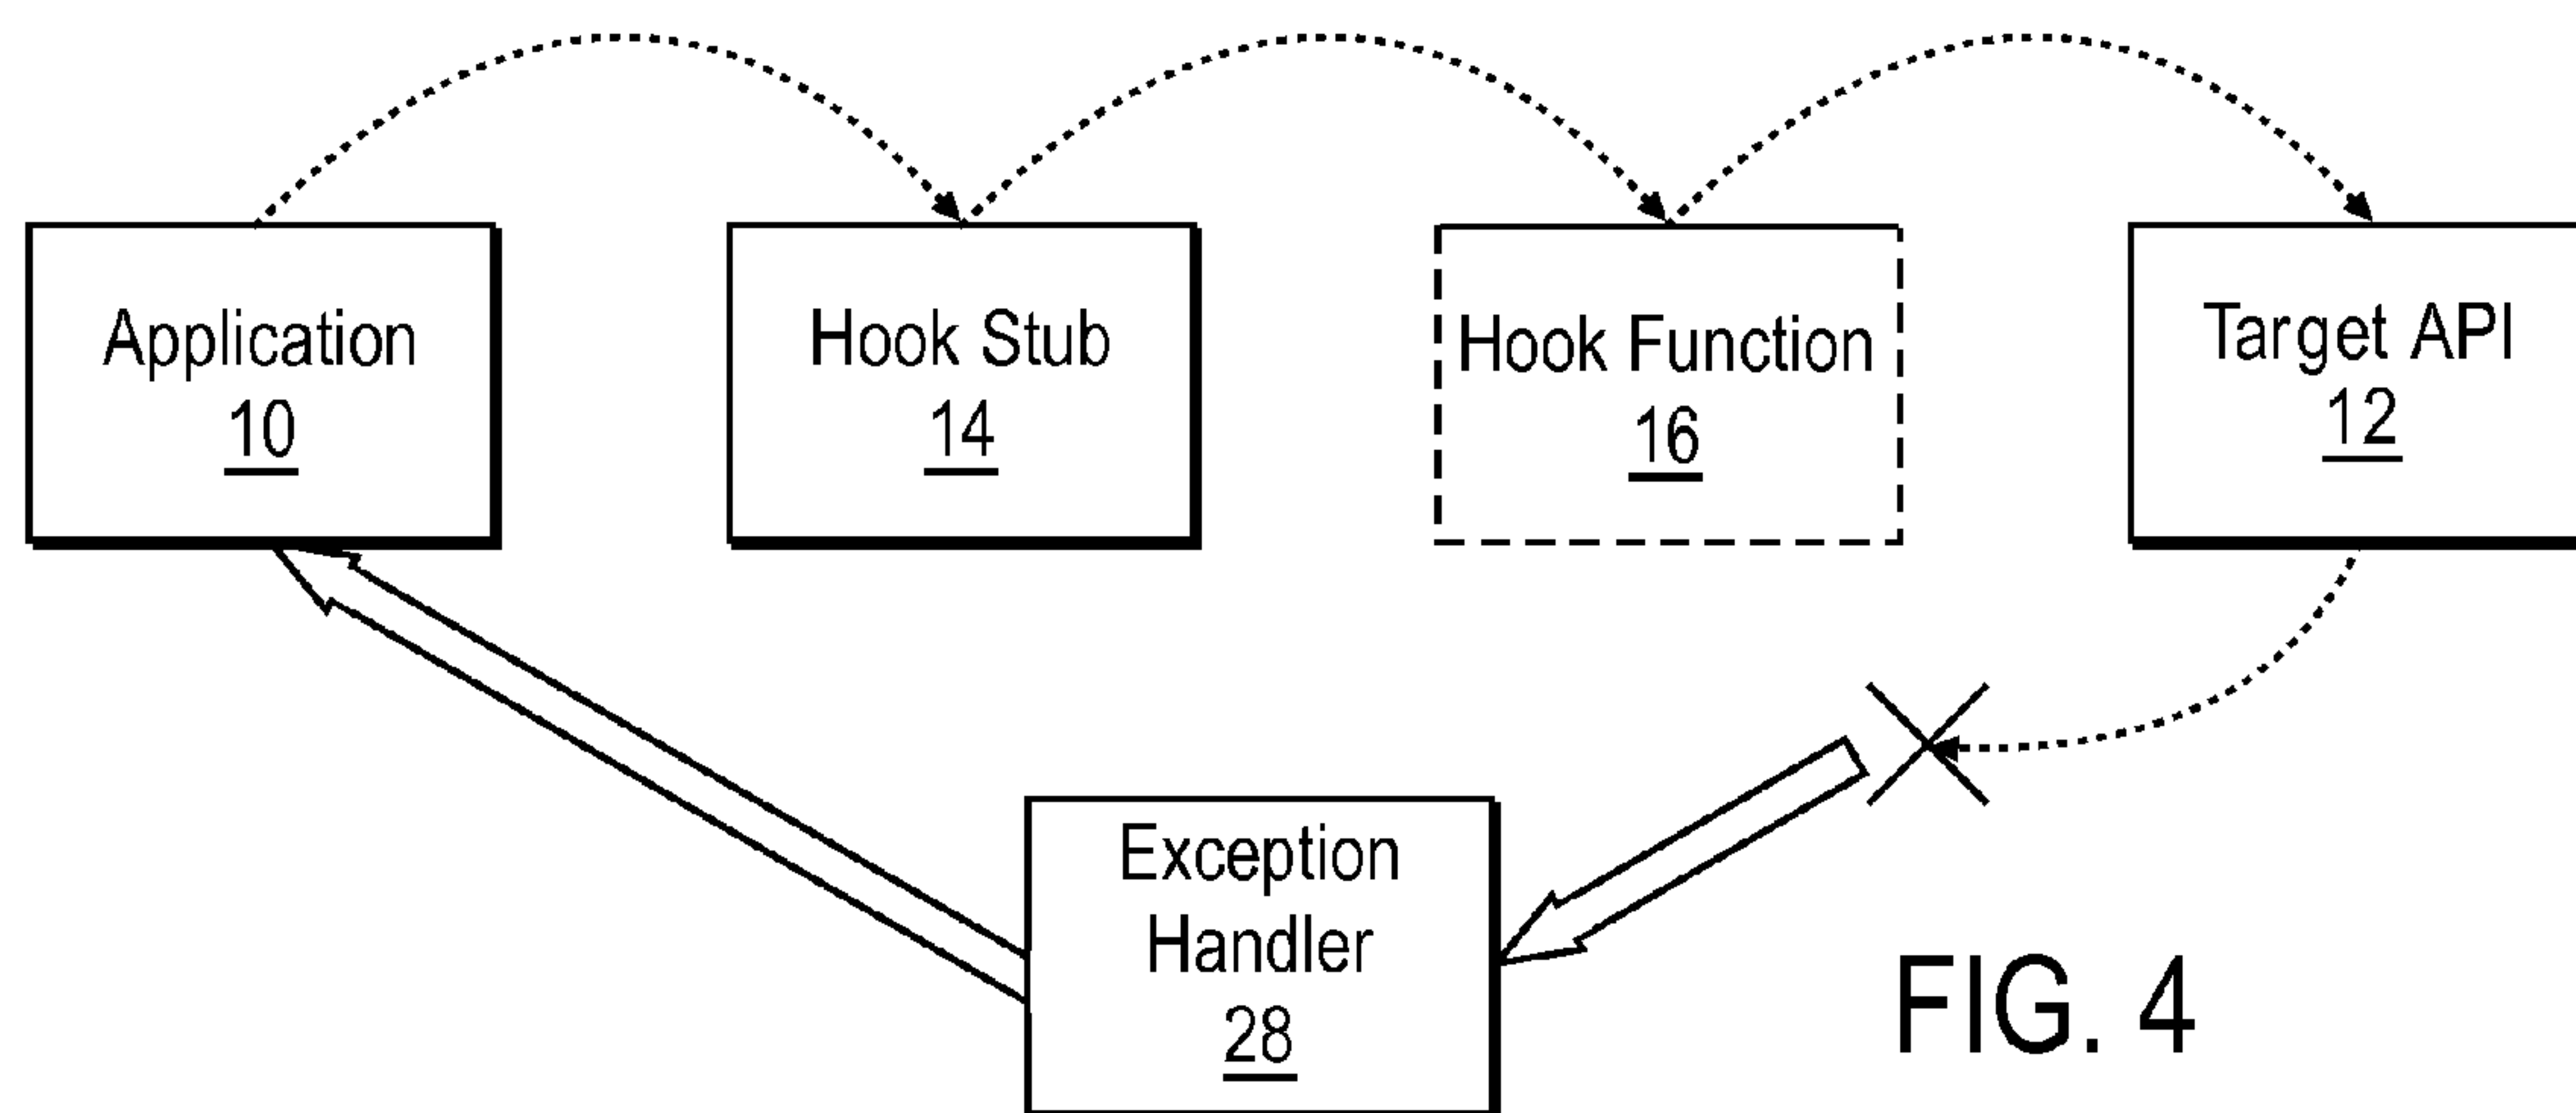 Application
10
Hook Stub
14
Hook Function
16
Target API
12
Exception
Handler
28
FIG. 4